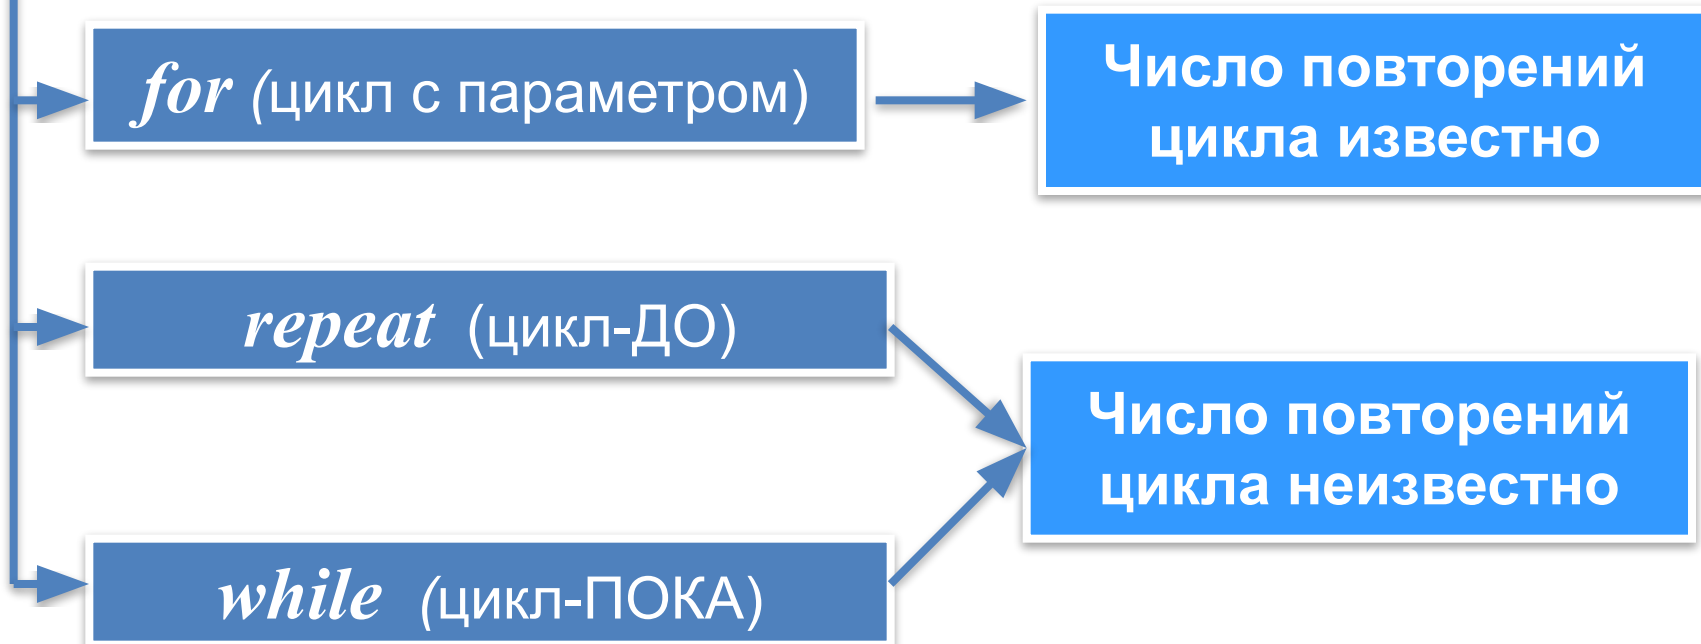 for (цикл с параметром)
Число повторений
цикла известно
repeat (цикл-ДО)
Число повторений
цикла неизвестно
while (цикл-ПОКА)